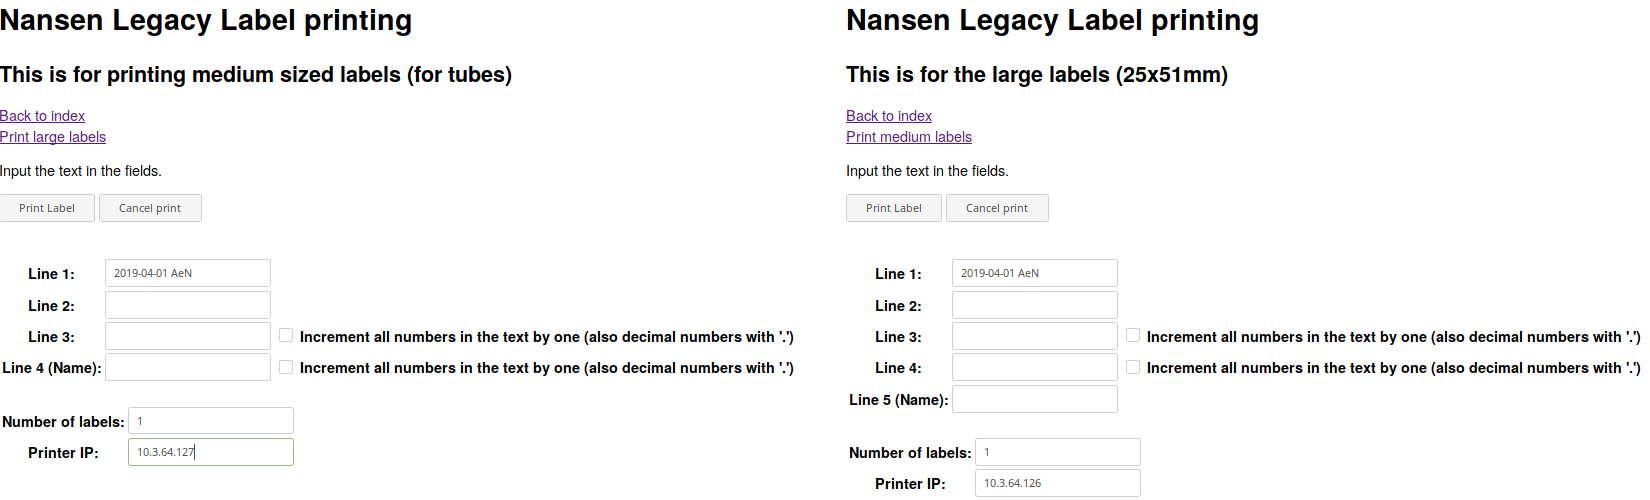 Nansen Legacy Label printing
This is for printing medium sized labels (for tubes)
Back to index
Print large labels
Input the text in the fields.
Print Label Cancel print
Line 1: 2019-04-01 AeN
Line 2:
Line 3: Increment all numbers in the text by one (also decimal numbers with '.')
Line 4 (Name): Increment all numbers in the text by one (also decimal numbers with '.')
Number of labels: 1
Printer IP: 10.3.64.127
Nansen Legacy Label printing
This is for the large labels (25x51mm)
Back to index
Print medium labels
Input the text in the fields.
Print Label Cancel print
Line 1: 2019-04-01 AeN
Line 2:
Line 3: Increment all numbers in the text by one (also decimal numbers with '.')
Line 4: Increment all numbers in the text by one (also decimal numbers with '.')
Line 5 (Name):
Number of labels: 1
Printer IP: 10.3.64.126